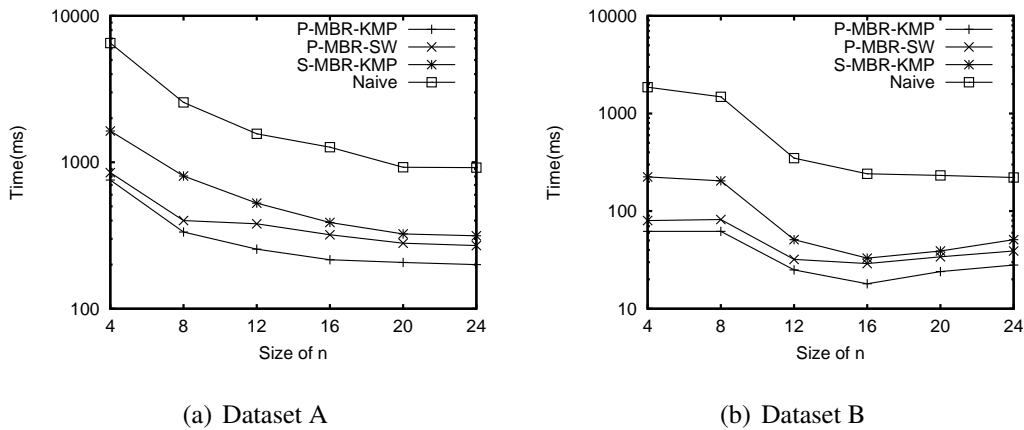 10000
1000
100
Time(ms)
4 8 12 16 20 24
Size of n
P-MBR-KMP
P-MBR-SW
S-MBR-KMP
Naive
(a) Dataset A
10000
1000
100
10
Time(ms)
4 8 12 16 20 24
Size of n
P-MBR-KMP
P-MBR-SW
S-MBR-KMP
Naive
(b) Dataset B